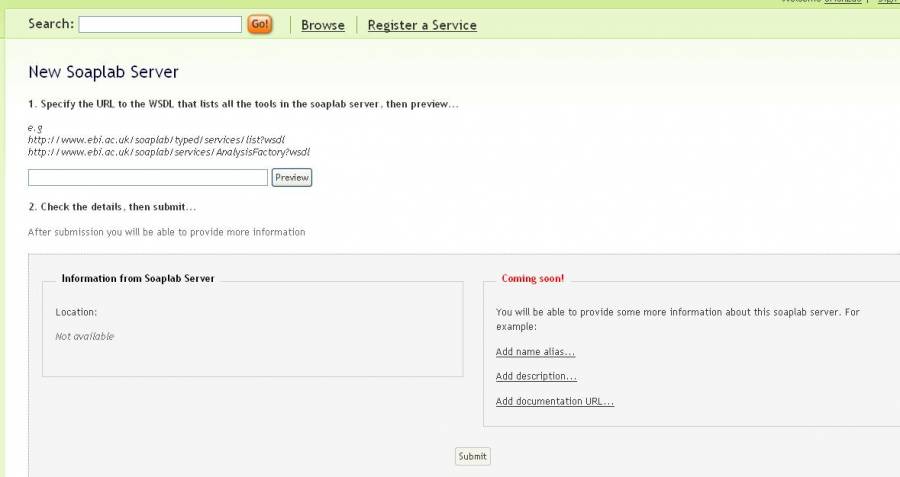 Search: Go! Browse Register a Service
New Soaplab Server
1. Specify the URL to the WSDL that lists all the tools in the soaplab server, then preview...
e.g
http://www.ebi.ac.uk/soaplab/typed/services/list?wsdl
http://www.ebi.ac.uk/soaplab/services/AnalysisFactory?wsdl
Preview
2. Check the details, then submit...
After submission you will be able to provide more information
Information from Soaplab Server
Location:
Not available
Coming soon!
You will be able to provide some more information about this soaplab server. For
example:
Add name alias...
Add description...
Add documentation URL...
Submit